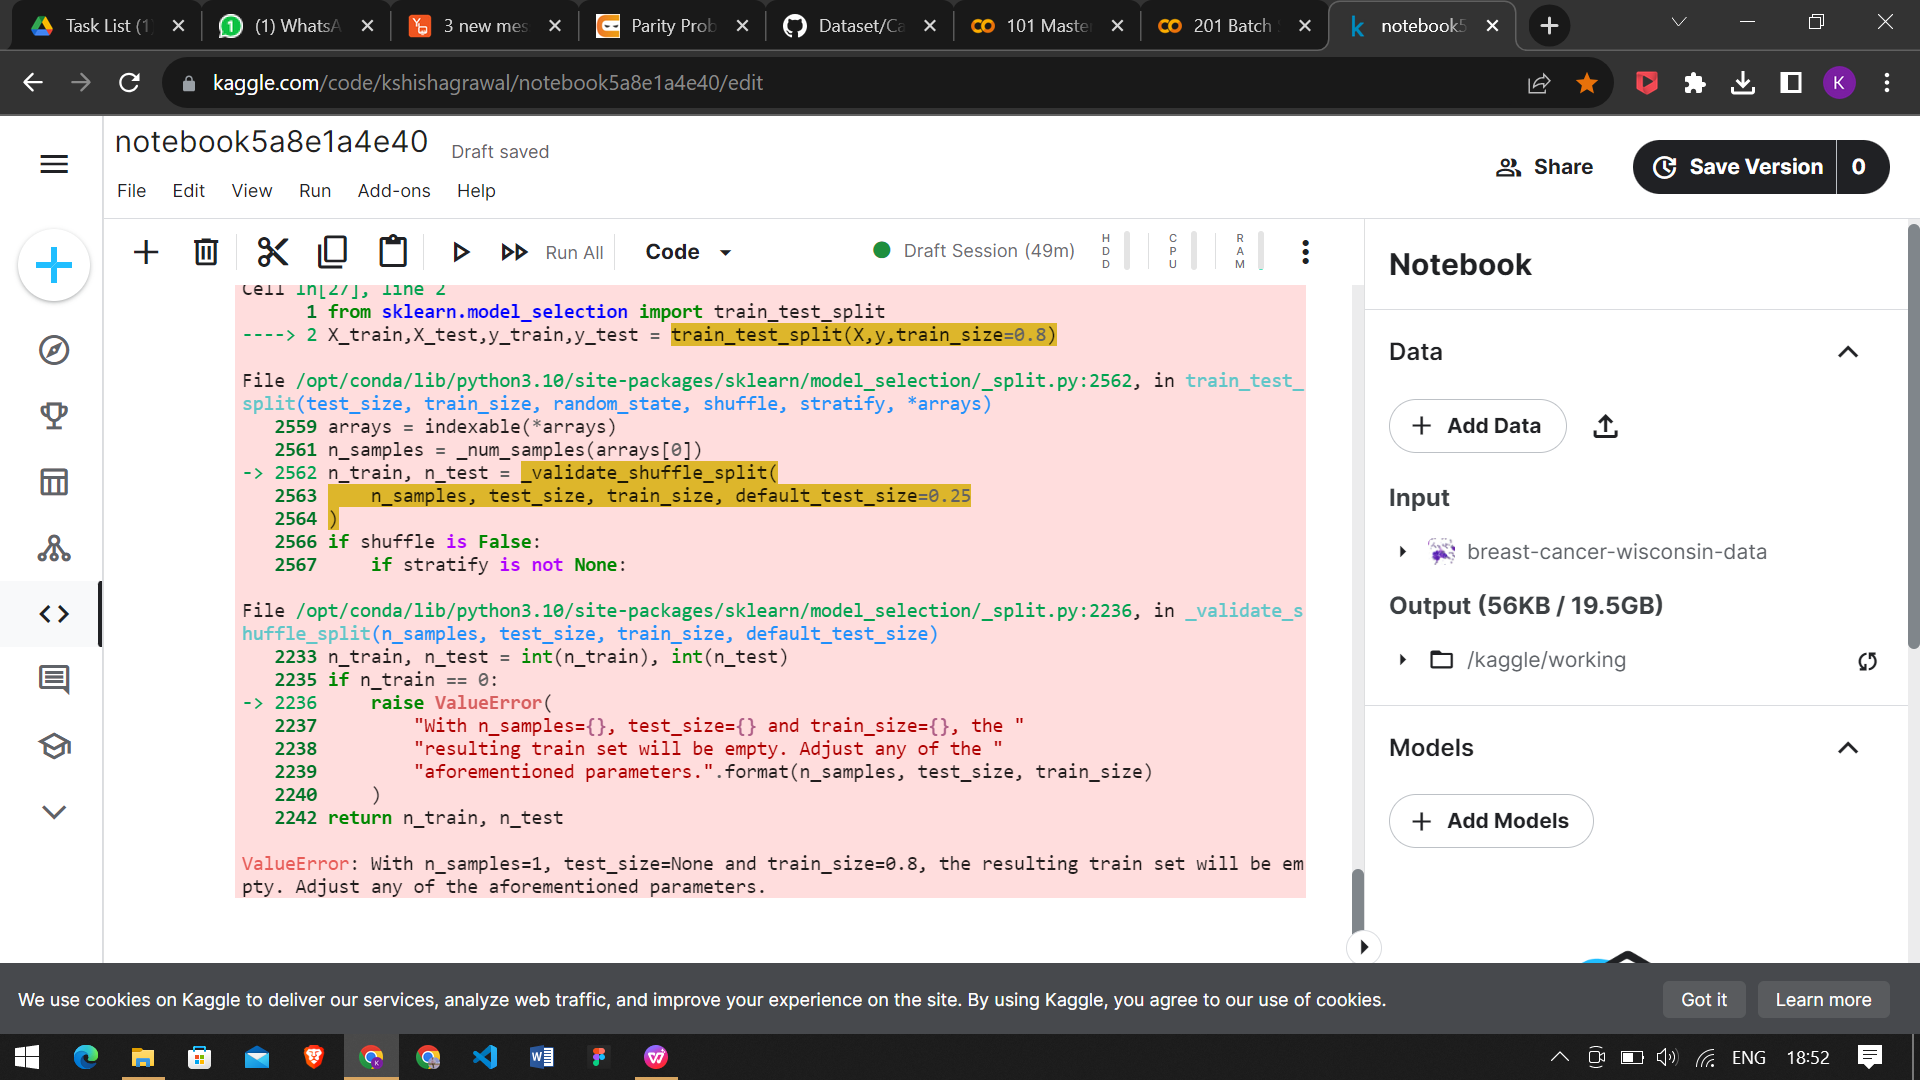 Task List (1
(1) WhatsA
3 new mes
Parity Prob
Dataset/Ca
101 Master
201 Batch
notebook5
kaggle.com/code/kshishagrawal/notebook5a8e1a4e40/edit
K
notebook5a8e1a4e40
Draft saved
File Edit View Run Add-ons Help
Share
Save Version 0
Run All
Code
Draft Session (49m)
HDD
CPU
RAM
Cell In[27], line 2
1 from sklearn.model_selection import train_test_split
----> 2 X_train,X_test,y_train,y_test = train_test_split(X,y,train_size=0.8)
File /opt/conda/lib/python3.10/site-packages/sklearn/model_selection/_split.py:2562, in train_test_
split(test_size, train_size, random_state, shuffle, stratify, *arrays)
2559 arrays = indexable(*arrays)
2561 n_samples = _num_samples(arrays[0])
-> 2562 n_train, n_test = _validate_shuffle_split(
2563     n_samples, test_size, train_size, default_test_size=0.25
2564 )
2566 if shuffle is False:
2567     if stratify is not None:
File /opt/conda/lib/python3.10/site-packages/sklearn/model_selection/_split.py:2236, in _validate_s
huffle_split(n_samples, test_size, train_size, default_test_size)
2233 n_train, n_test = int(n_train), int(n_test)
2235 if n_train == 0:
-> 2236     raise ValueError(
2237         "With n_samples={}, test_size={} and train_size={}, the "
2238         "resulting train set will be empty. Adjust any of the "
2239         "aforementioned parameters.".format(n_samples, test_size, train_size)
2240     )
2242 return n_train, n_test
ValueError: With n_samples=1, test_size=None and train_size=0.8, the resulting train set will be em
pty. Adjust any of the aforementioned parameters.
Notebook
Data
Add Data
Input
breast-cancer-wisconsin-data
Output (56KB / 19.5GB)
/kaggle/working
Models
Add Models
We use cookies on Kaggle to deliver our services, analyze web traffic, and improve your experience on the site. By using Kaggle, you agree to our use of cookies.
Got it
Learn more
ENG 18:52